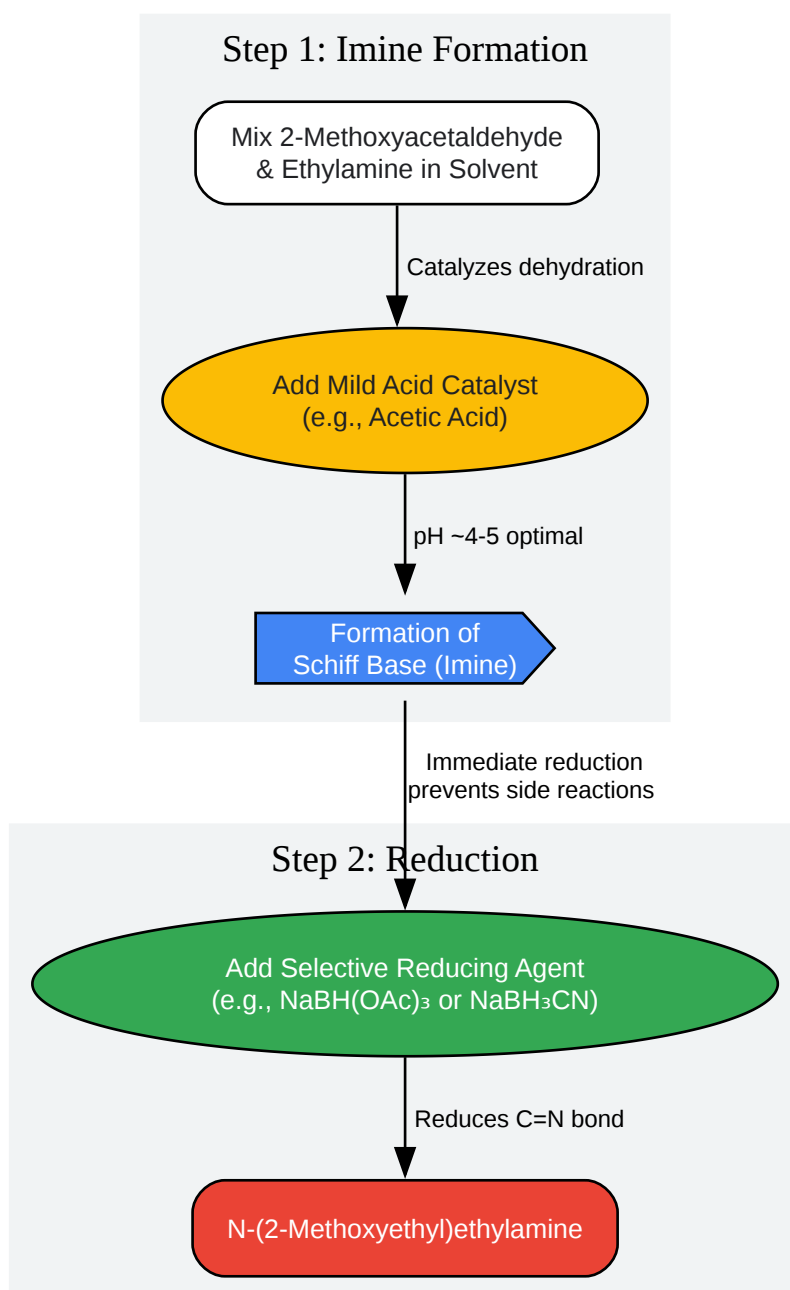 Step 1: Imine Formation
Mix 2-Methoxyacetaldehyde
& Ethylamine in Solvent
Catalyzes dehydration
Add Mild Acid Catalyst
(e.g., Acetic Acid)
pH ~4-5 optimal
Formation of
Schiff Base (Imine)
Immediate reduction
prevents side reactions
Step 2: Reduction
Add Selective Reducing Agent
(e.g., NaBH(OAc)₃ or NaBH₃CN)
Reduces C=N bond
N-(2-Methoxyethyl)ethylamine